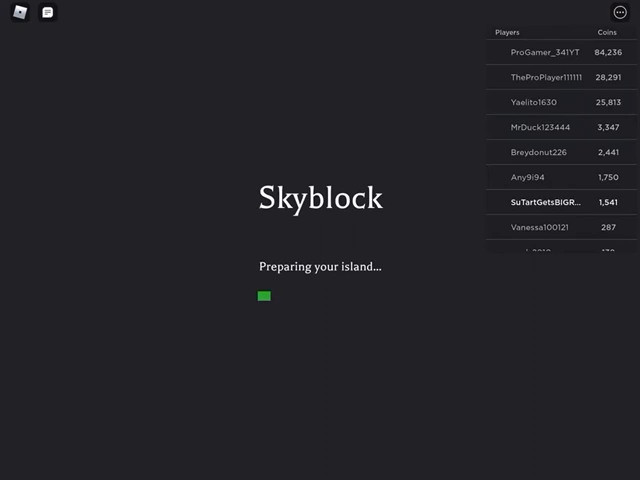 Players Coins
ProGamer_341YT 84,236
TheProPlayer111111 28,291
Yaelito1630 25,813
MrDuck123444 3,347
Breydonut226 2,441
Any9i94 1,750
SuTartGetsBIGR... 1,541
Vanessa100121 287
Skyblock
Preparing your island...